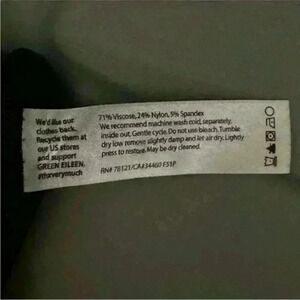 We'd like our
clothes back.
Recycle them at
our US stores
and support
GREEN EILEEN.
#thxverymuch
71% Viscose, 24% Nylon, 5% Spandex
We recommend machine wash cold, separately,
inside out. Gentle cycle. Do not use bleach. Tumble
dry low remove slightly damp and let air dry. Lightly
press to restore. May be dry cleaned.
RN# 78121/CA#34460 F51P